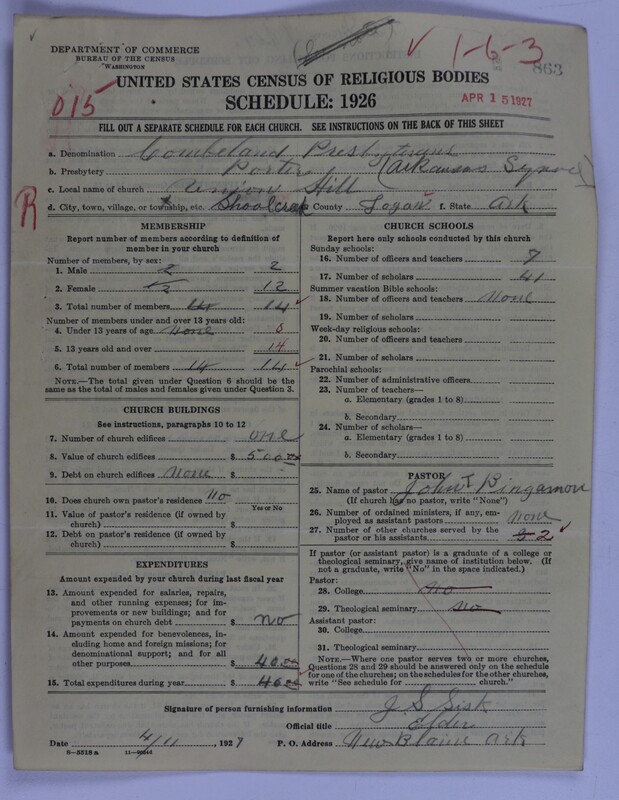 DEPARTMENT OF COMMERCE
BUREAU OF THE CENSUS
WASHINGTON
1-6-3
863
015
UNITED STATES CENSUS OF RELIGIOUS BODIES
SCHEDULE: 1926
APR 15 1927
FILL OUT A SEPARATE SCHEDULE FOR EACH CHURCH. SEE INSTRUCTIONS ON THE BACK OF THIS SHEET
a. Denomination Combeland Presbyterians
b. Presbytery Porter (Arkansas Synod)
c. Local name of church Hill
R
d. City, town, village, or township, etc. County Logan f. State Ark
MEMBERSHIP
Report number of members according to definition of
member in your church
Number of members, by sex:
1. Male 2 2
2. Female 12 12
3. Total number of members 14 14
Number of members under and over 13 years old:
4. Under 13 years of age none 0
5. 13 years old and over 14
6. Total number of members 14 14
NOTE.—The total given under Question 6 should be
same as the total of males and females given under Question 3.
CHURCH BUILDINGS
See instructions, paragraphs 10 to 12
7. Number of church edifices one
8. Value of church edifices $ 500.00
9. Debt on church edifices None $
10. Does church own pastor's residence no
Yes or No
11. Value of pastor's residence (if owned by
church) $
12. Debt on pastor's residence (if owned by
church) $
EXPENDITURES
Amount expended by your church during last fiscal year
13. Amount expended for salaries, repairs,
and other running expenses; for im-
provements or new buildings; and for
payments on church debt $ no
14. Amount expended for benevolences, in-
cluding home and foreign missions; for
denominational support; and for all
other purposes $ 40.00
15. Total expenditures during year $ 40.00
CHURCH SCHOOLS
Report here only schools conducted by this church
Sunday schools:
16. Number of officers and teachers 7
17. Number of scholars 41
Summer vacation Bible schools:
18. Number of officers and teachers None
19. Number of scholars
Week-day religious schools:
20. Number of officers and teachers
21. Number of scholars
Parochial schools:
22. Number of administrative officers
23. Number of teachers—
a. Elementary (grades 1 to 8)
b. Secondary
24. Number of scholars—
a. Elementary (grades 1 to 8)
b. Secondary
PASTOR
25. Name of pastor John T Bingamon
(If church has no pastor, write "None")
26. Number of ordained ministers, if any, em-
ployed as assistant pastors None
27. Number of other churches served by the
pastor or his assistants 2
If pastor (or assistant pastor) is a graduate of a college or
theological seminary, give name of institution below. (If
not a graduate, write "No" in the space indicated.)
Pastor:
28. College no
29. Theological seminary no
Assistant pastor:
30. College
31. Theological seminary
NOTE.—Where one pastor serves two or more churches,
Questions 28 and 29 should be answered only on the schedule
for one of the churches; on the schedules for the other churches,
write "See schedule for church."
Signature of person furnishing information J S Sisk
Official title Elder
Date 4/11, 1927 P. O. Address New Blaine Ark
8—5518 a